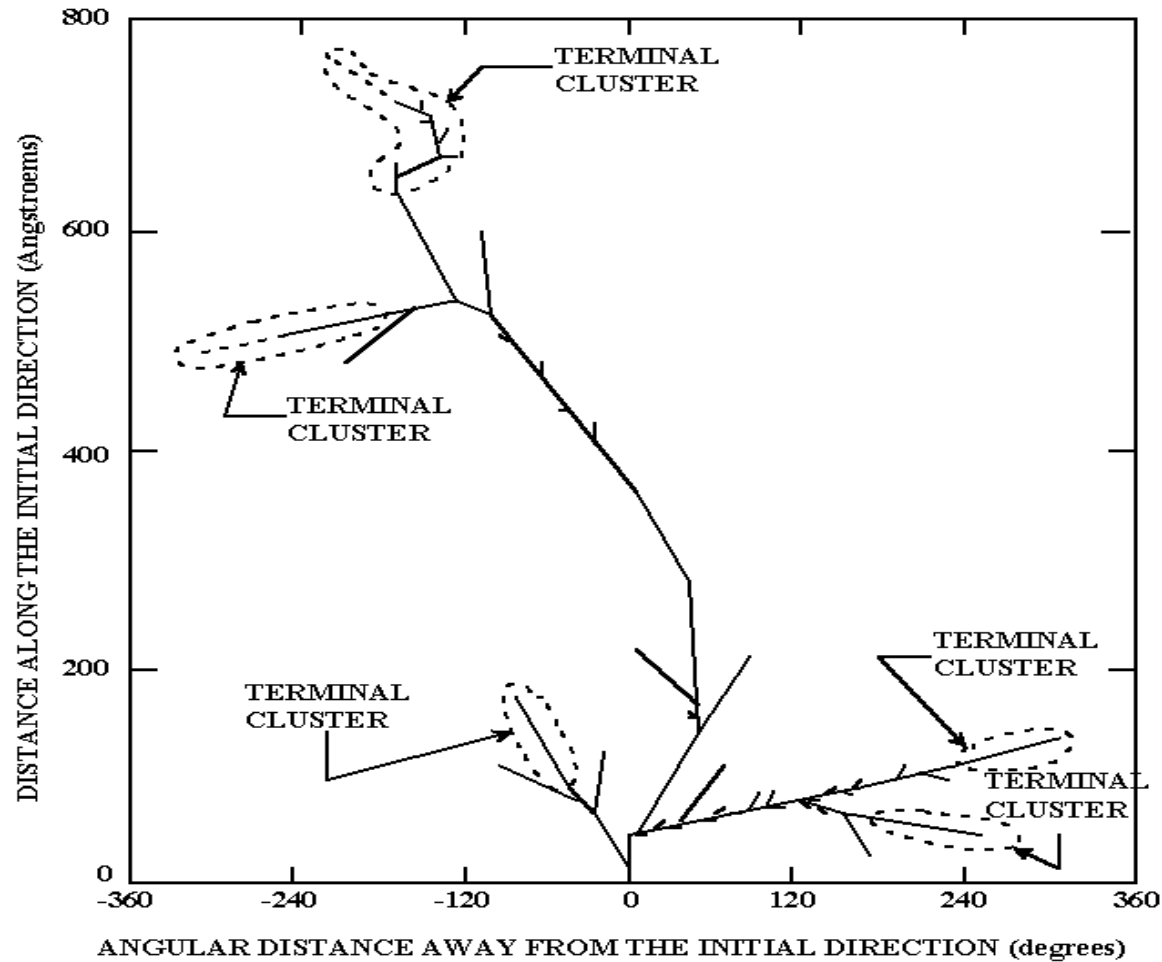 800
TERMINAL
CLUSTER
600
TERMINAL
CLUSTER
400
DISTANCE ALONG THE INITIAL DIRECTION (Angstroems)
200
TERMINAL
CLUSTER
TERMINAL
CLUSTER
TERMINAL
CLUSTER
0
-360 -240 -120 0 120 240 360
ANGULAR DISTANCE AWAY FROM THE INITIAL DIRECTION (degrees)